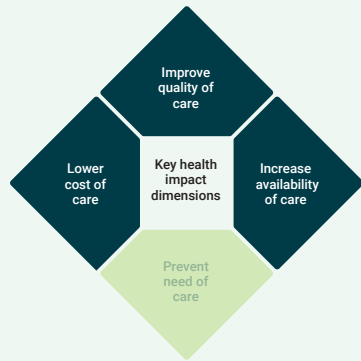 Improve
quality of
care
Lower
cost of
care
Key health
impact
dimensions
Increase
availability
of care
Prevent
need of
care